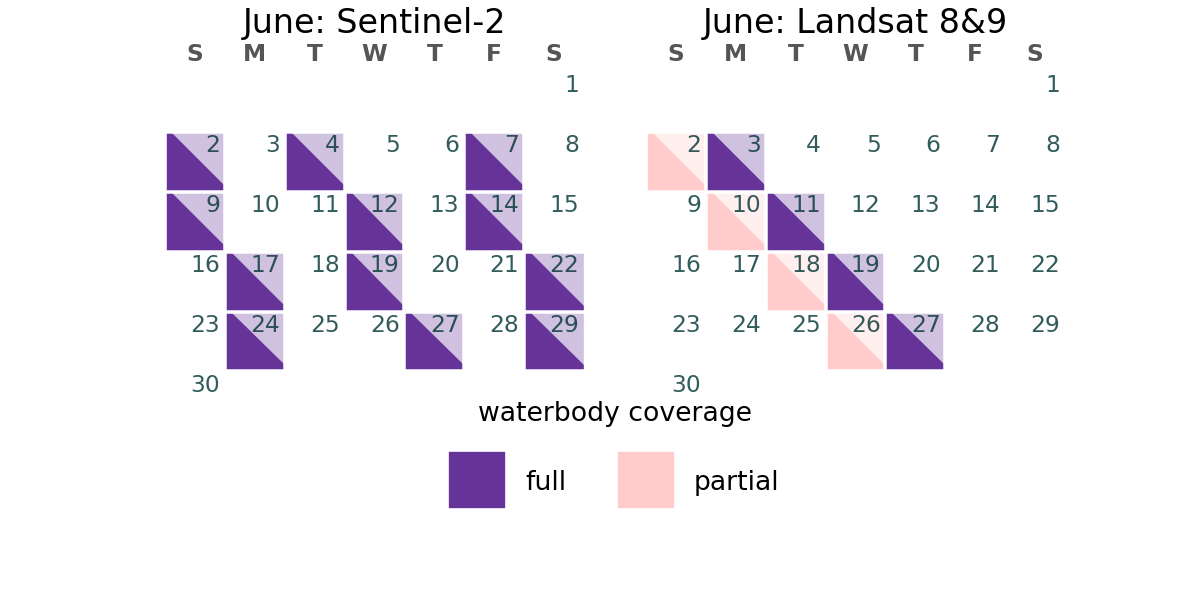 June: Sentinel-2
S M T W T F S
1
2 3 4 5 6 7 8
9 10 11 12 13 14 15
16 17 18 19 20 21 22
23 24 25 26 27 28 29
30
June: Landsat 8&9
S M T W T F S
1
2 3 4 5 6 7 8
9 10 11 12 13 14 15
16 17 18 19 20 21 22
23 24 25 26 27 28 29
30
waterbody coverage
full partial